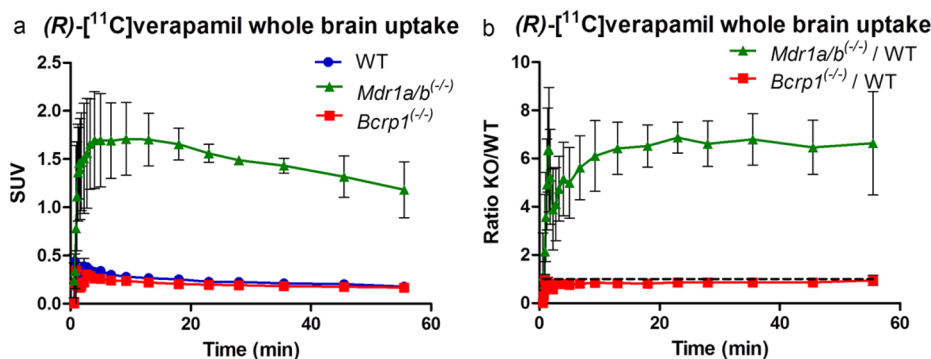 a (R)-[¹¹C]verapamil whole brain uptake
WT
Mdr1a/b(-/-)
Bcrp1(-/-)
2.5
2.0
1.5
1.0
0.5
0.0
SUV
0 20 40 60
Time (min)
b (R)-[¹¹C]verapamil whole brain uptake
Mdr1a/b(-/-) / WT
Bcrp1(-/-) / WT
10
8
6
4
2
0
Ratio KO/WT
0 20 40 60
Time (min)